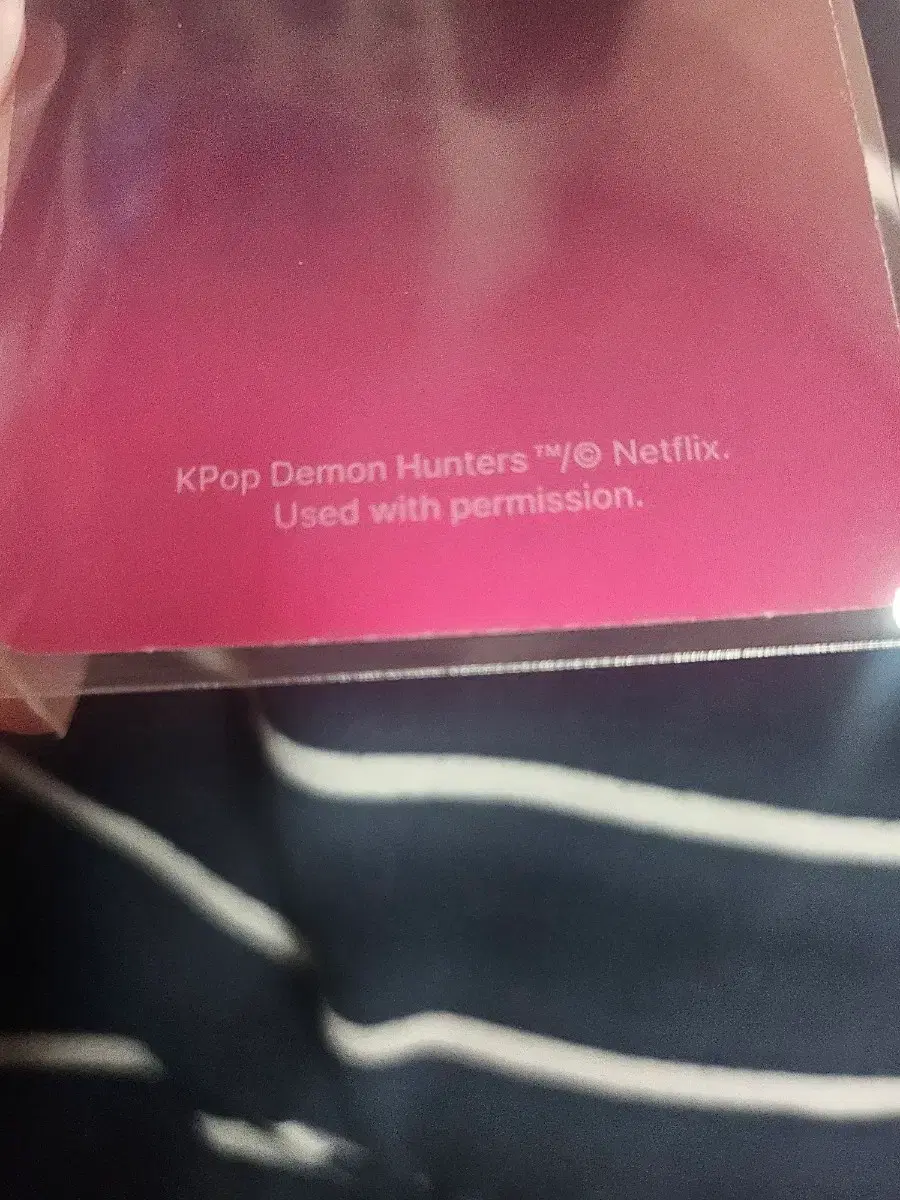 KPop Demon Hunters ™/© Netflix.
Used with permission.